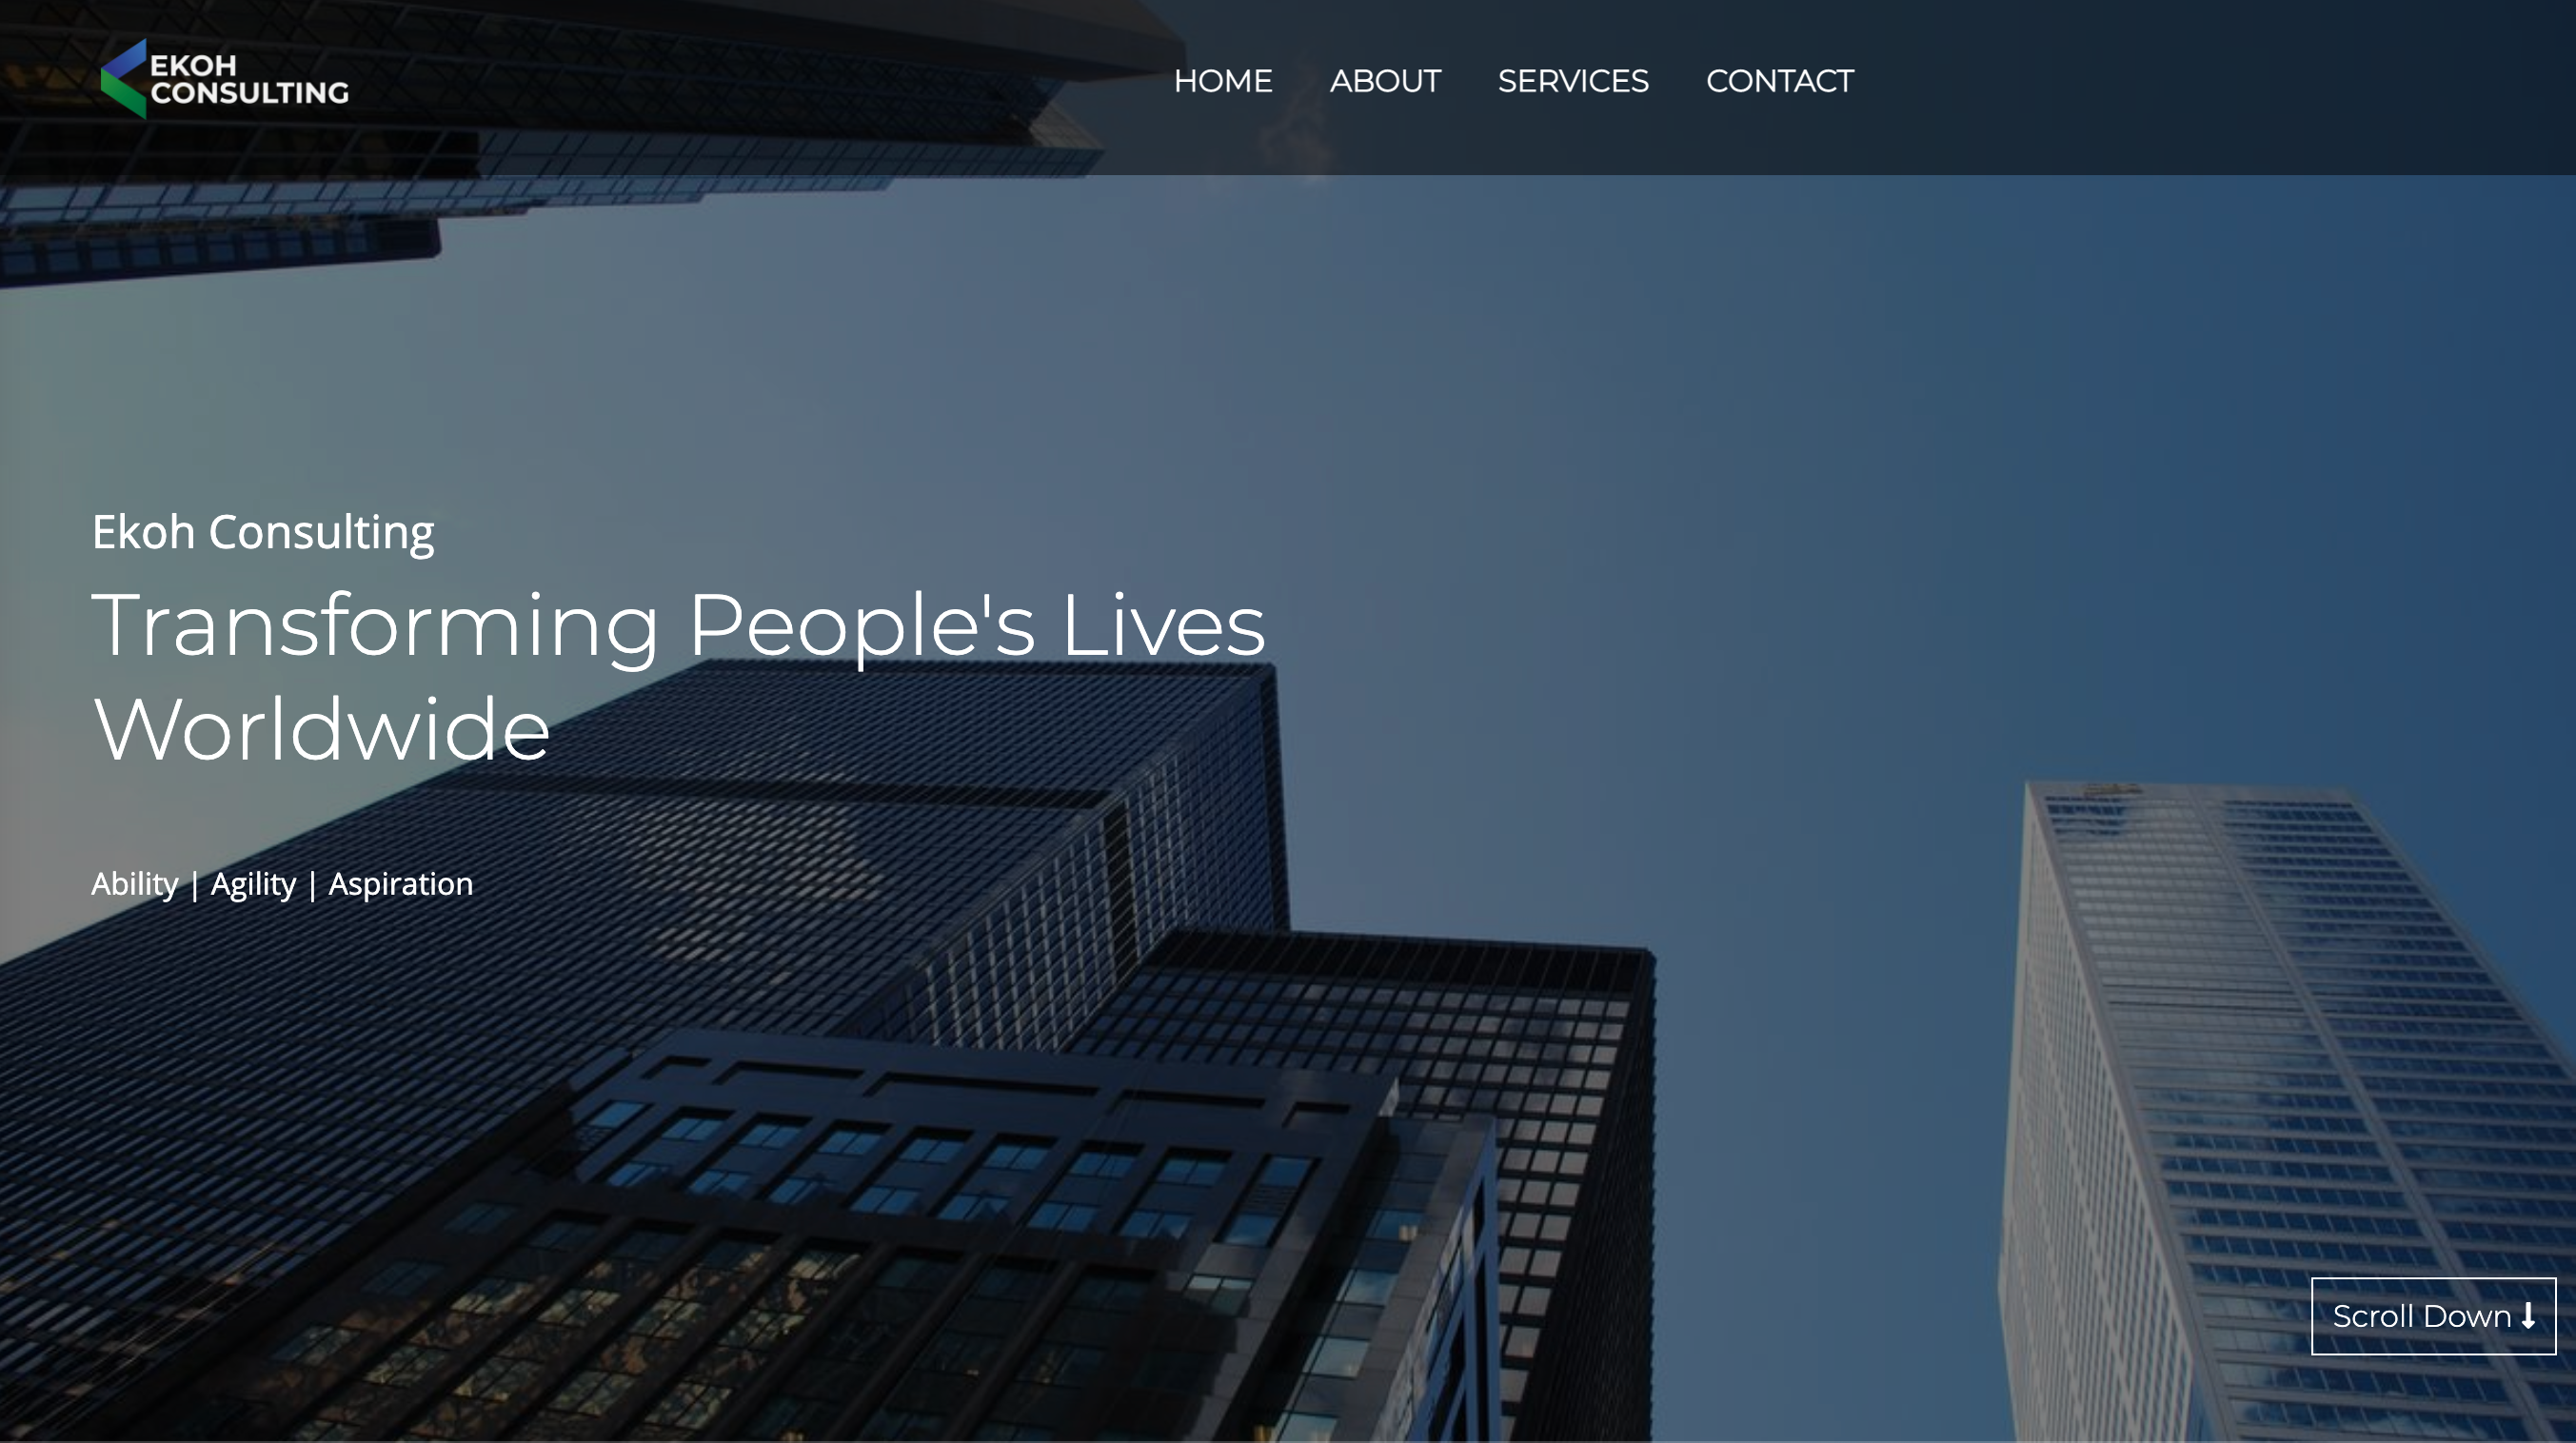 EKOH
CONSULTING
HOME ABOUT SERVICES CONTACT
Ekoh Consulting
Transforming People's Lives
Worldwide
Ability | Agility | Aspiration
Scroll Down